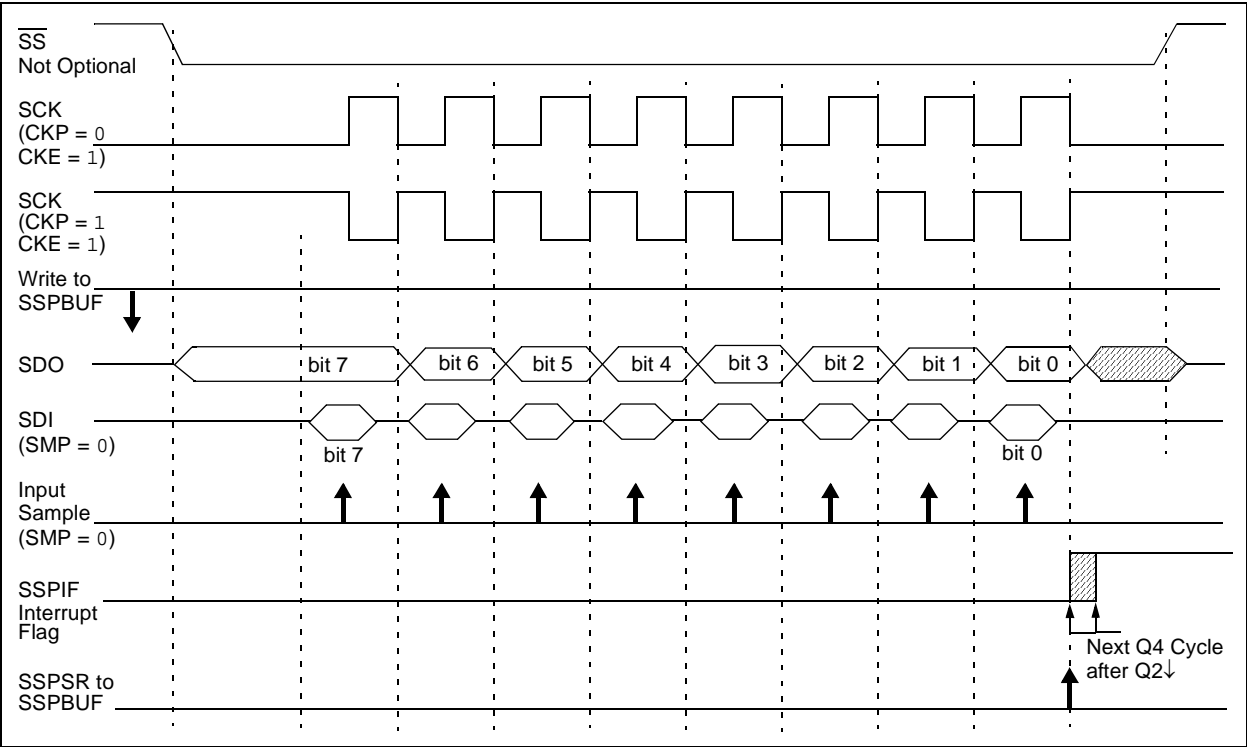 SS
Not Optional
SCK
(CKP = 0
CKE = 1)
SCK
(CKP = 1
CKE = 1)
Write to
SSPBUF
SDO
bit 7 bit 6 bit 5 bit 4 bit 3 bit 2 bit 1 bit 0
SDI
(SMP = 0)
bit 7 bit 0
Input
Sample
(SMP = 0)
SSPIF
Interrupt
Flag
Next Q4 Cycle
after Q2↓
SSPSR to
SSPBUF